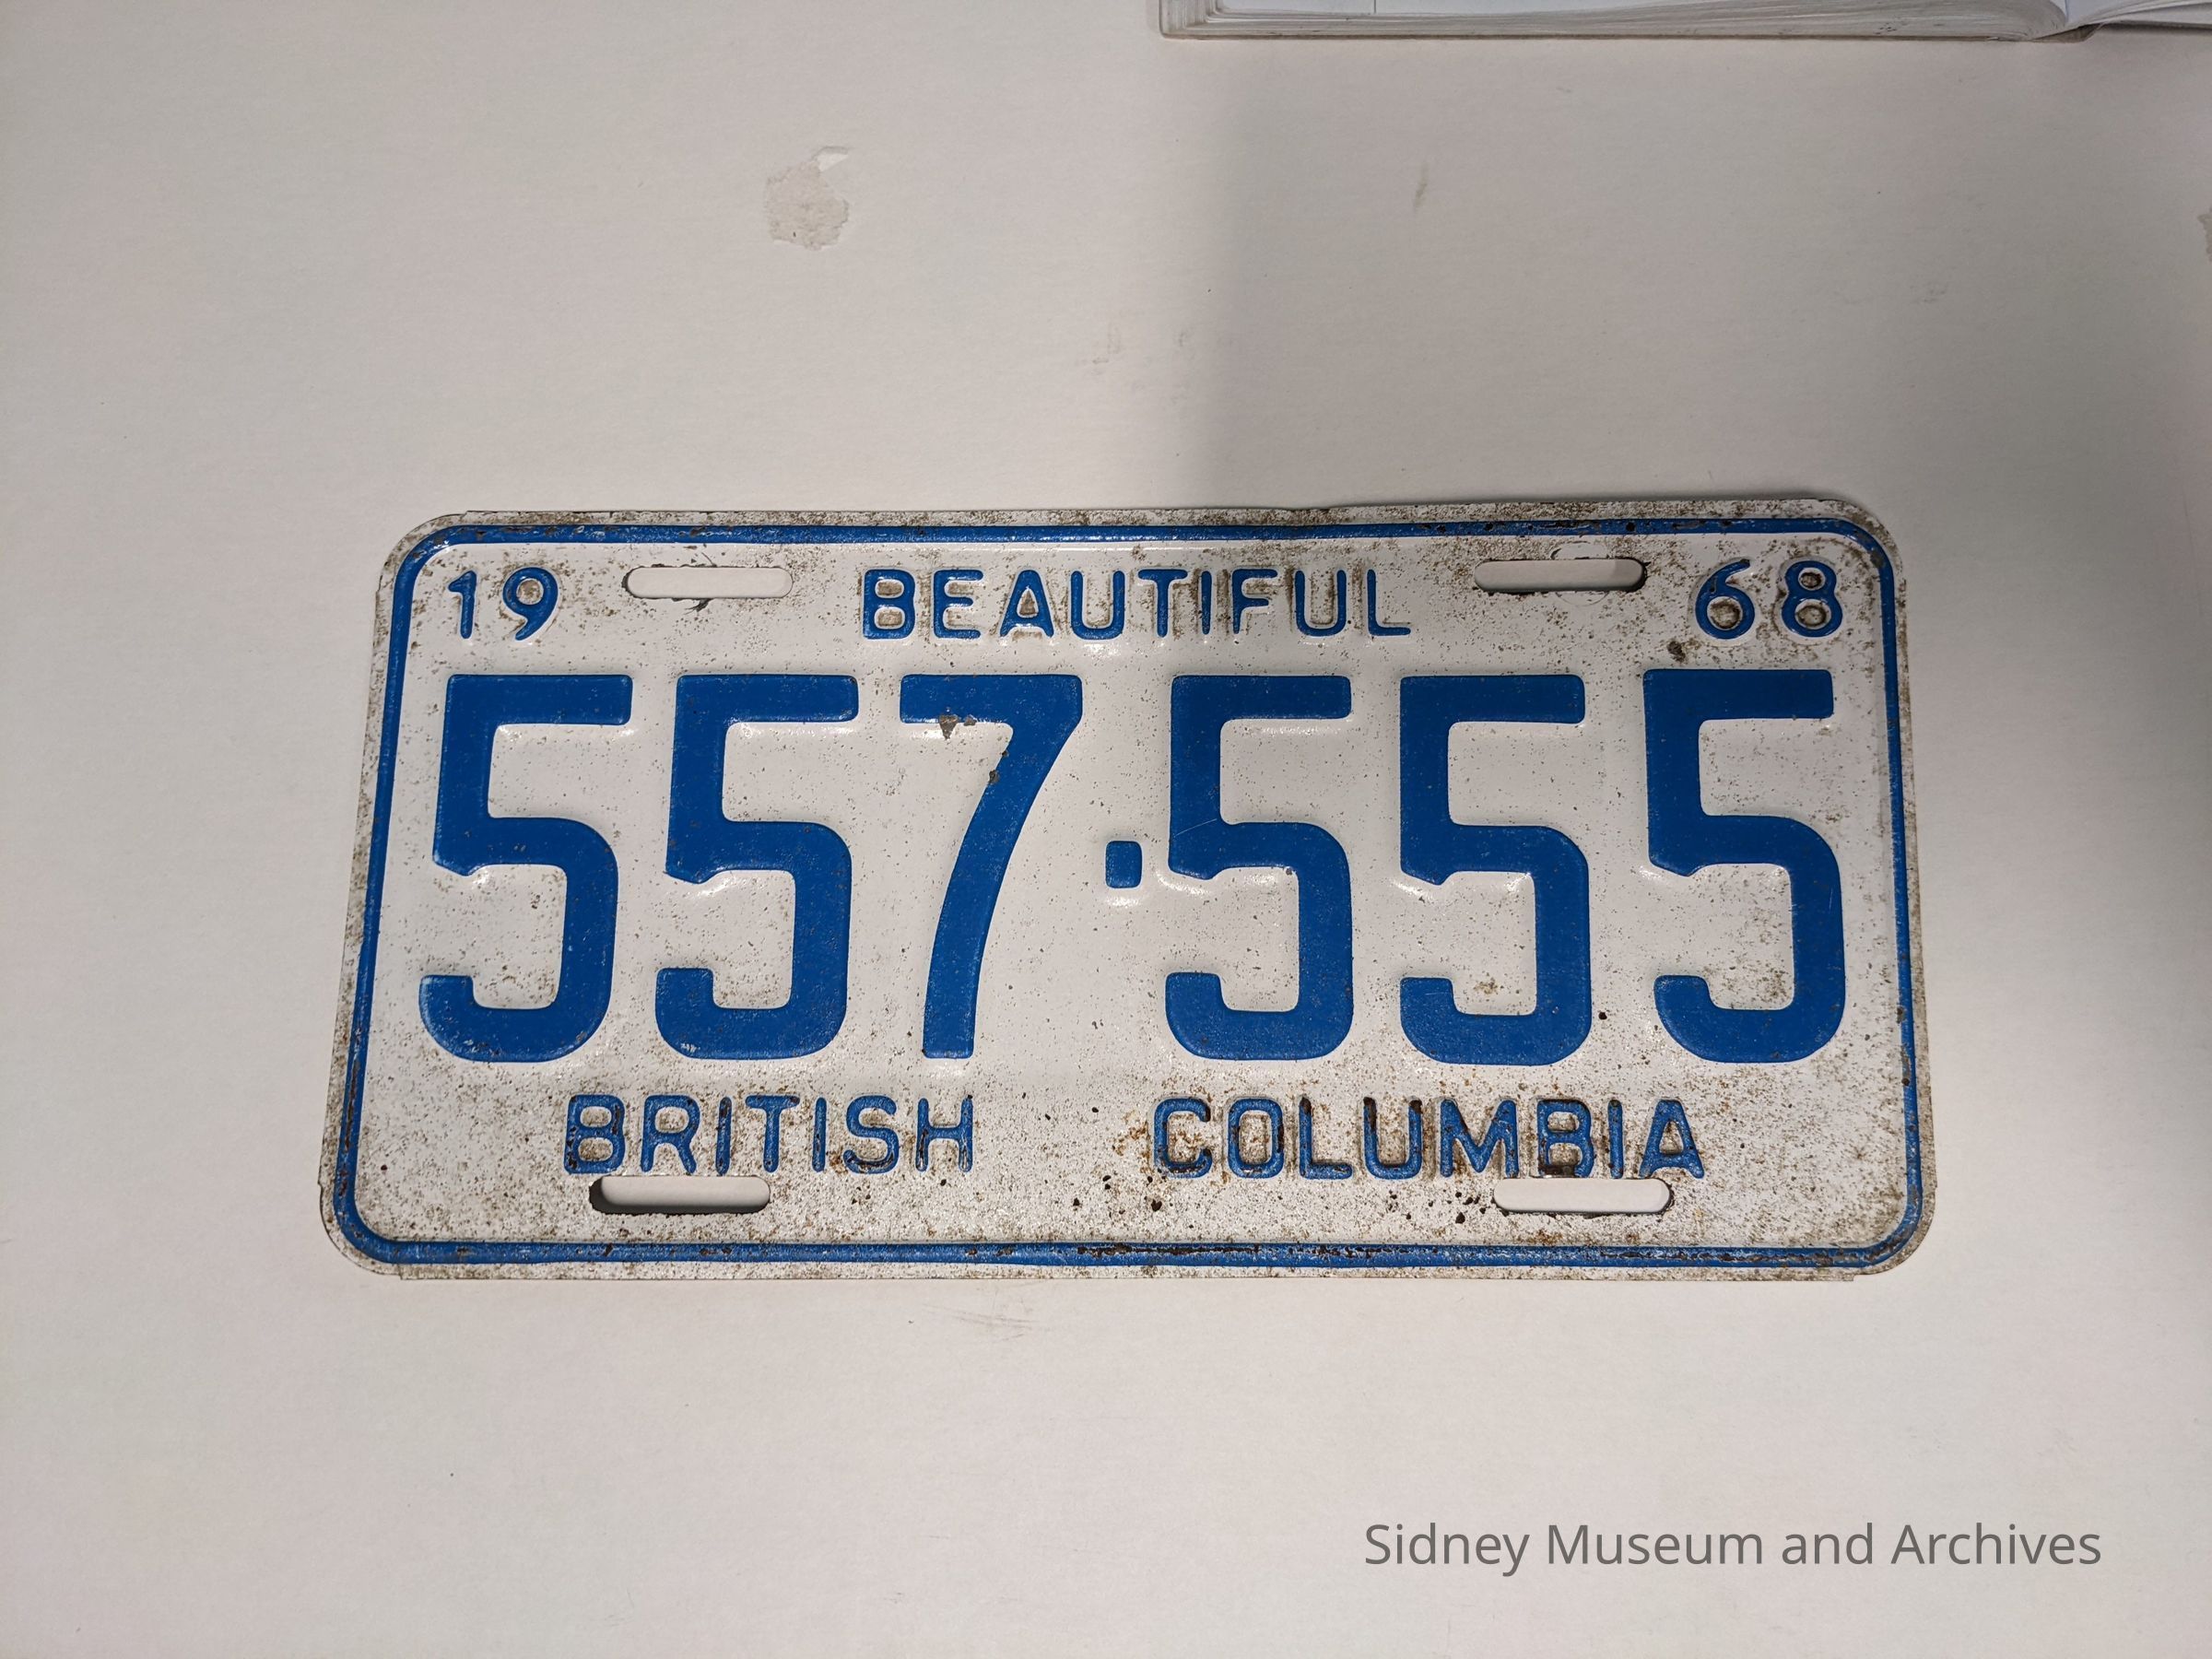 19 BEAUTIFUL 68
557·555
BRITISH COLUMBIA
Sidney Museum and Archives